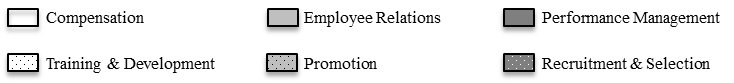 Compensation Employee Relations Performance Management
Training & Development Promotion Recruitment & Selection